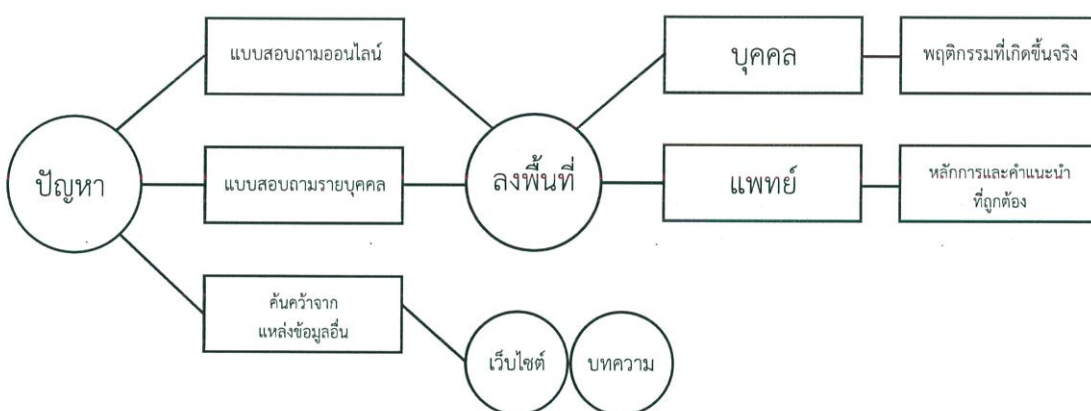 ปัญหา
แบบสอบถามออนไลน์
แบบสอบถามรายบุคคล
ค้นคว้าจาก
แหล่งข้อมูลอื่น
ลงพื้นที่
เว็บไซต์
บทความ
บุคคล
พฤติกรรมที่เกิดขึ้นจริง
แพทย์
หลักการและคำแนะนำ
ที่ถูกต้อง